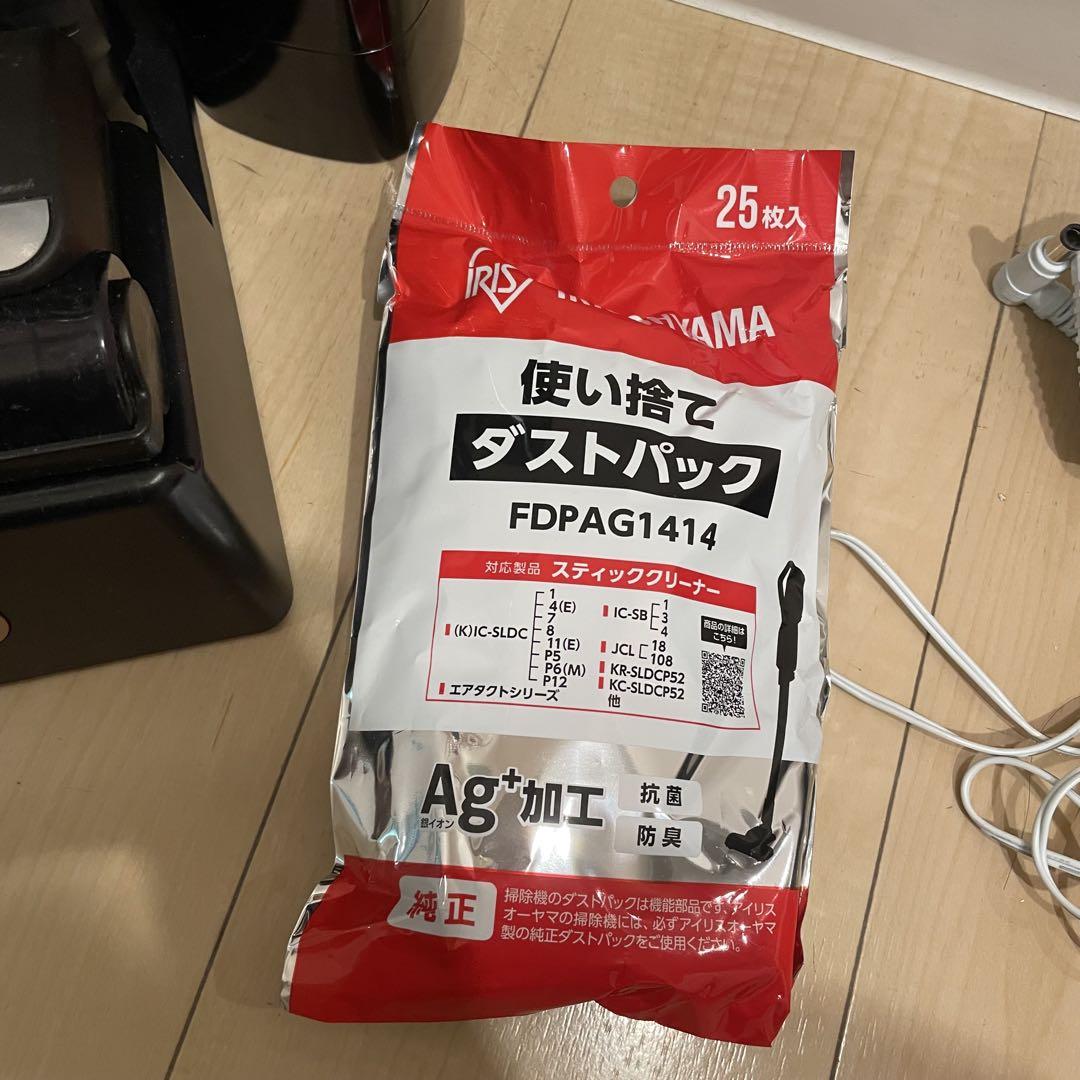 25枚入
IRIS
YAMA
使い捨て
ダストパック
FDPAG1414
対応製品 スティッククリーナー
(K)IC-SLDC
1
4(E)
7
8
11(E)
P5
P6(M)
P12
エアタクトシリーズ
IC-SB
1
3
4
JCL
18
108
KR-SLDCP52
KC-SLDCP52
他
商品の詳細は
こちら!
Ag+加工
銀イオン
抗菌
防臭
純正
掃除機のダストパックは機能部品です、アイリス
オーヤマの掃除機には、必ずアイリスオーヤマ
製の純正ダストパックをご使用ください。